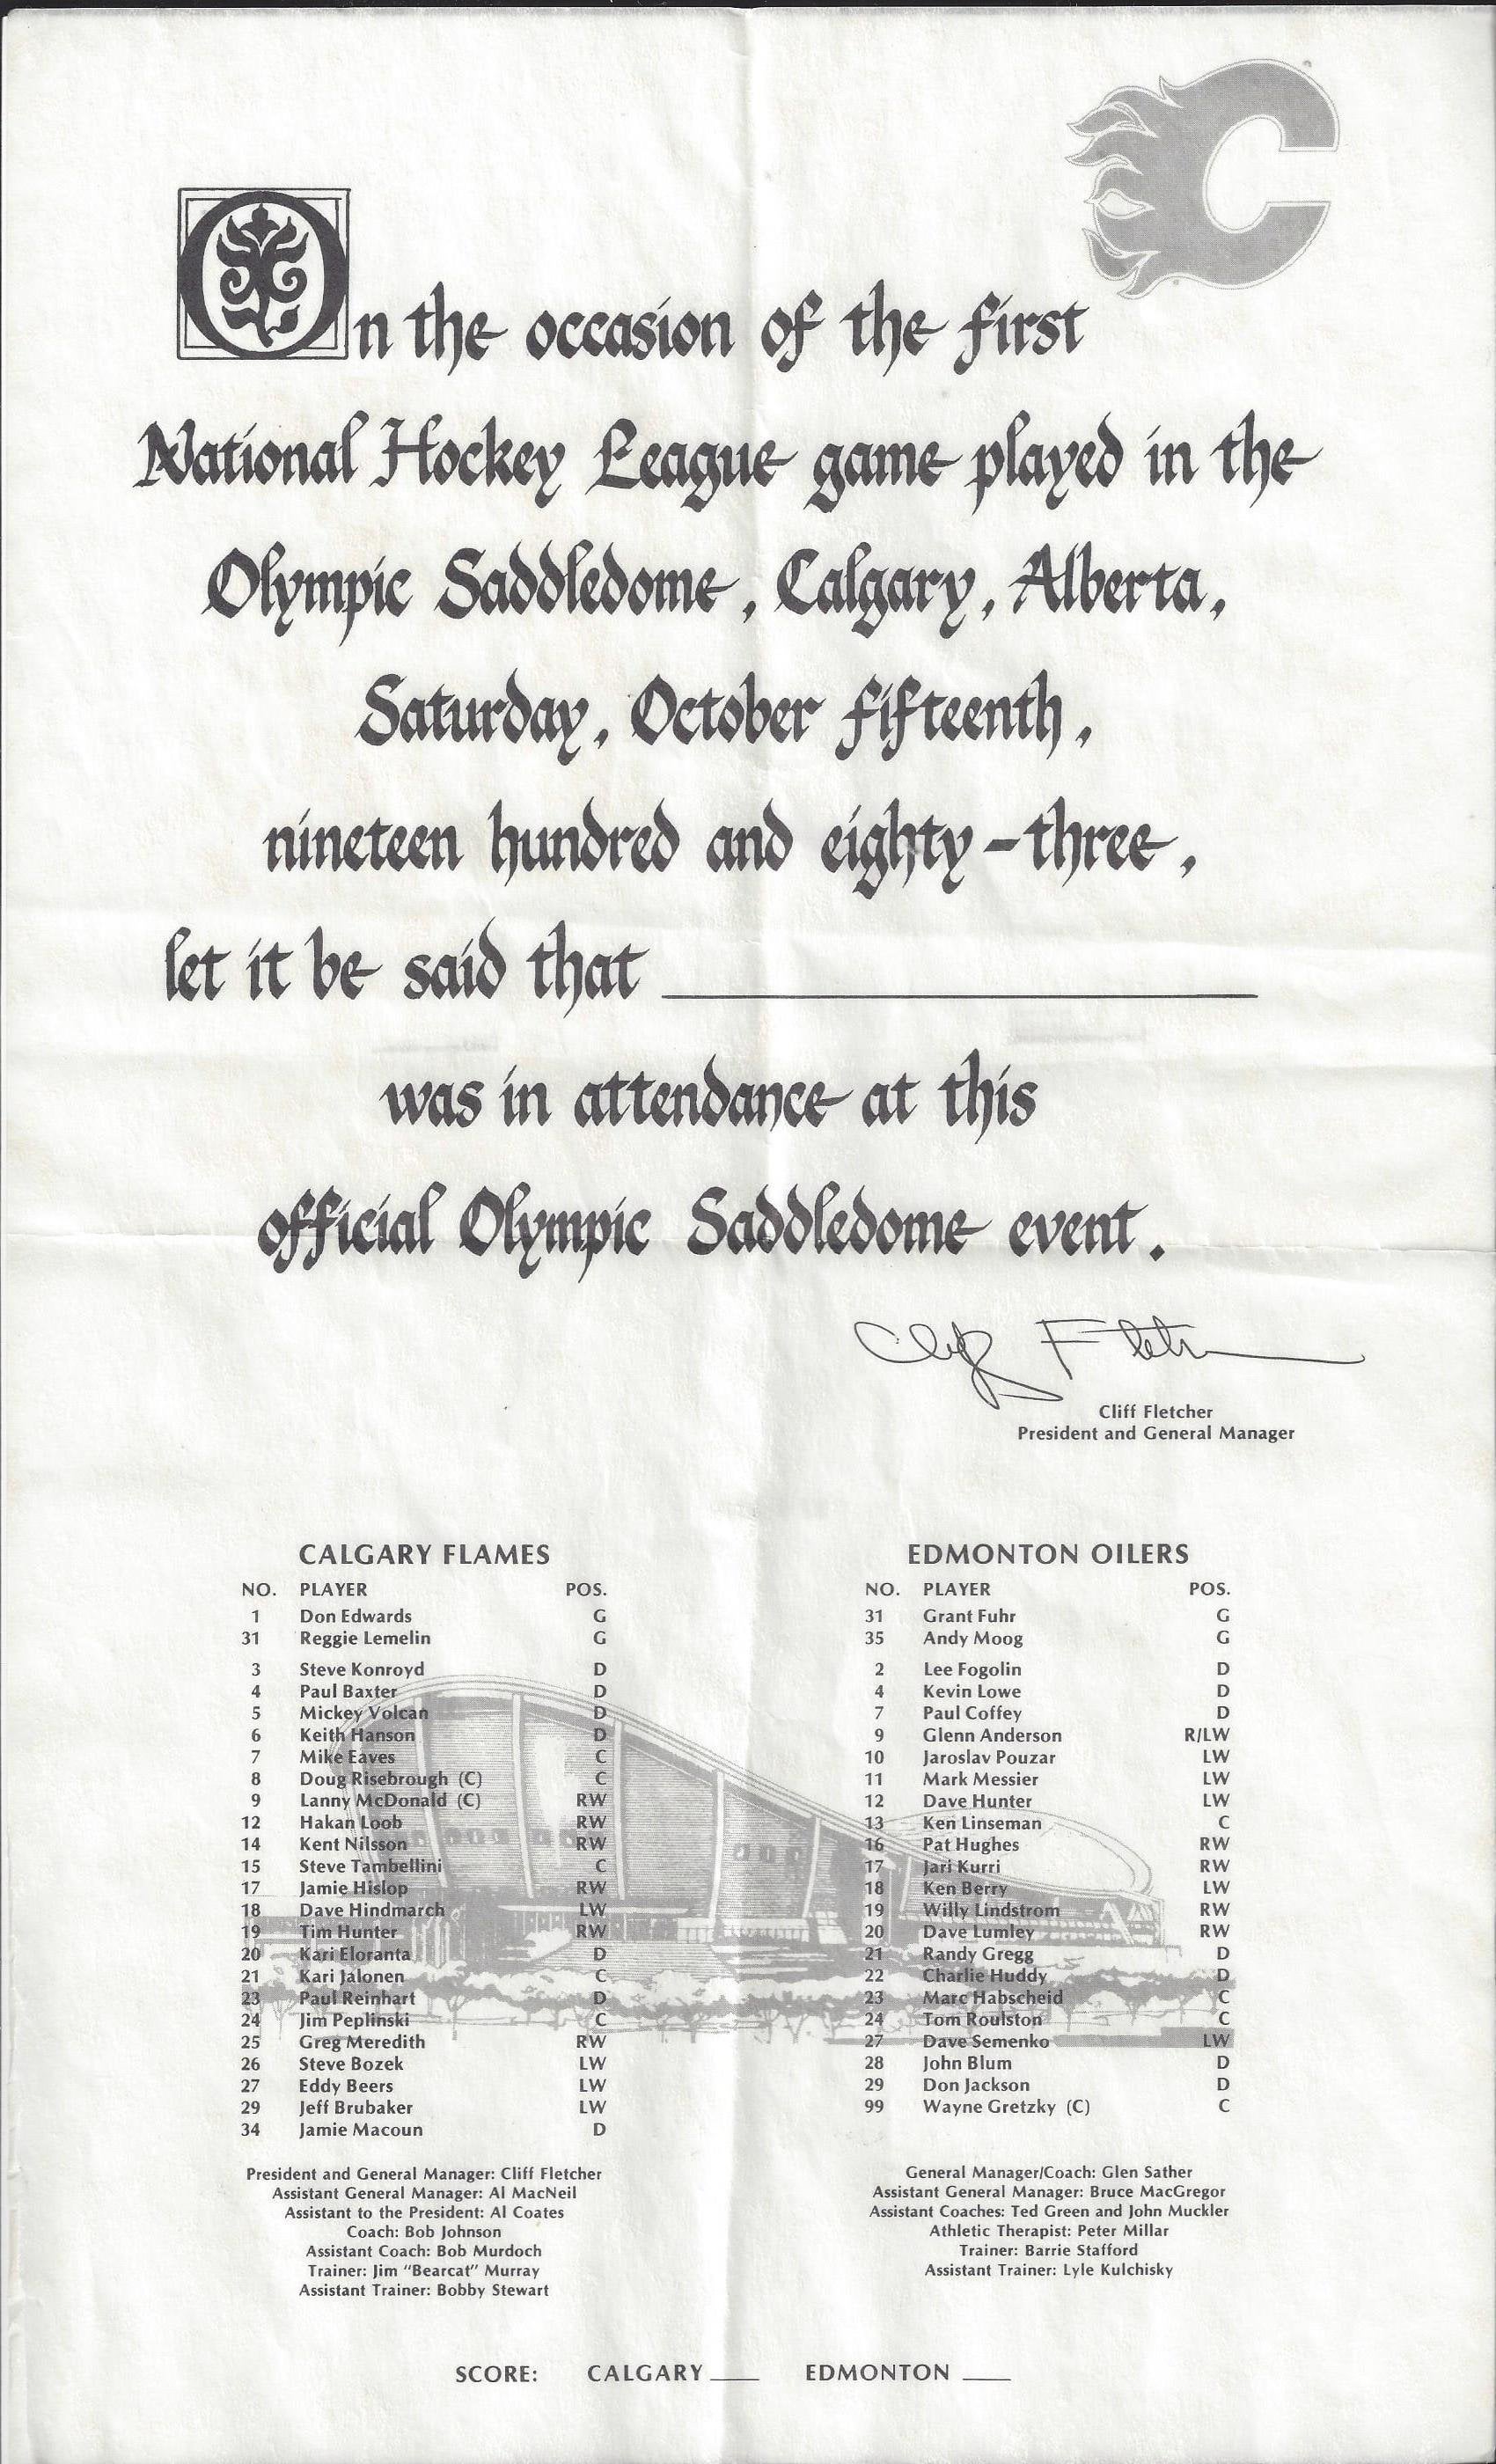 On the occasion of the first
National Hockey League game played in the
Olympic Saddledome, Calgary, Alberta,
Saturday, October fifteenth,
nineteen hundred and eighty-three,
let it be said that
was in attendance at this
official Olympic Saddledome event.
Cliff Fletcher
Cliff Fletcher
President and General Manager
CALGARY FLAMES
NO. PLAYER POS.
1 Don Edwards G
31 Reggie Lemelin G
3 Steve Konroyd D
4 Paul Baxter D
5 Mickey Volcan D
6 Keith Hanson D
7 Mike Eaves C
8 Doug Risebrough (C) C
9 Lanny McDonald (C) RW
12 Hakan Loob RW
14 Kent Nilsson RW
15 Steve Tambellini C
17 Jamie Hislop RW
18 Dave Hindmarch LW
19 Tim Hunter RW
20 Kari Eloranta D
21 Kari Jalonen C
23 Paul Reinhart D
24 Jim Peplinski C
25 Greg Meredith RW
26 Steve Bozek LW
27 Eddy Beers LW
29 Jeff Brubaker LW
34 Jamie Macoun D
President and General Manager: Cliff Fletcher
Assistant General Manager: Al MacNeil
Assistant to the President: Al Coates
Coach: Bob Johnson
Assistant Coach: Bob Murdoch
Trainer: Jim "Bearcat" Murray
Assistant Trainer: Bobby Stewart
EDMONTON OILERS
NO. PLAYER POS.
31 Grant Fuhr G
35 Andy Moog G
2 Lee Fogolin D
4 Kevin Lowe D
7 Paul Coffey D
9 Glenn Anderson R/LW
10 Jaroslav Pouzar LW
11 Mark Messier LW
12 Dave Hunter LW
13 Ken Linseman C
16 Pat Hughes RW
17 Jari Kurri RW
18 Ken Berry LW
19 Willy Lindstrom RW
20 Dave Lumley RW
21 Randy Gregg D
22 Charlie Huddy D
23 Marc Habscheid C
24 Tom Roulston C
27 Dave Semenko LW
28 John Blum D
29 Don Jackson D
99 Wayne Gretzky (C) C
General Manager/Coach: Glen Sather
Assistant General Manager: Bruce MacGregor
Assistant Coaches: Ted Green and John Muckler
Athletic Therapist: Peter Millar
Trainer: Barrie Stafford
Assistant Trainer: Lyle Kulchisky
SCORE: CALGARY ___ EDMONTON ___